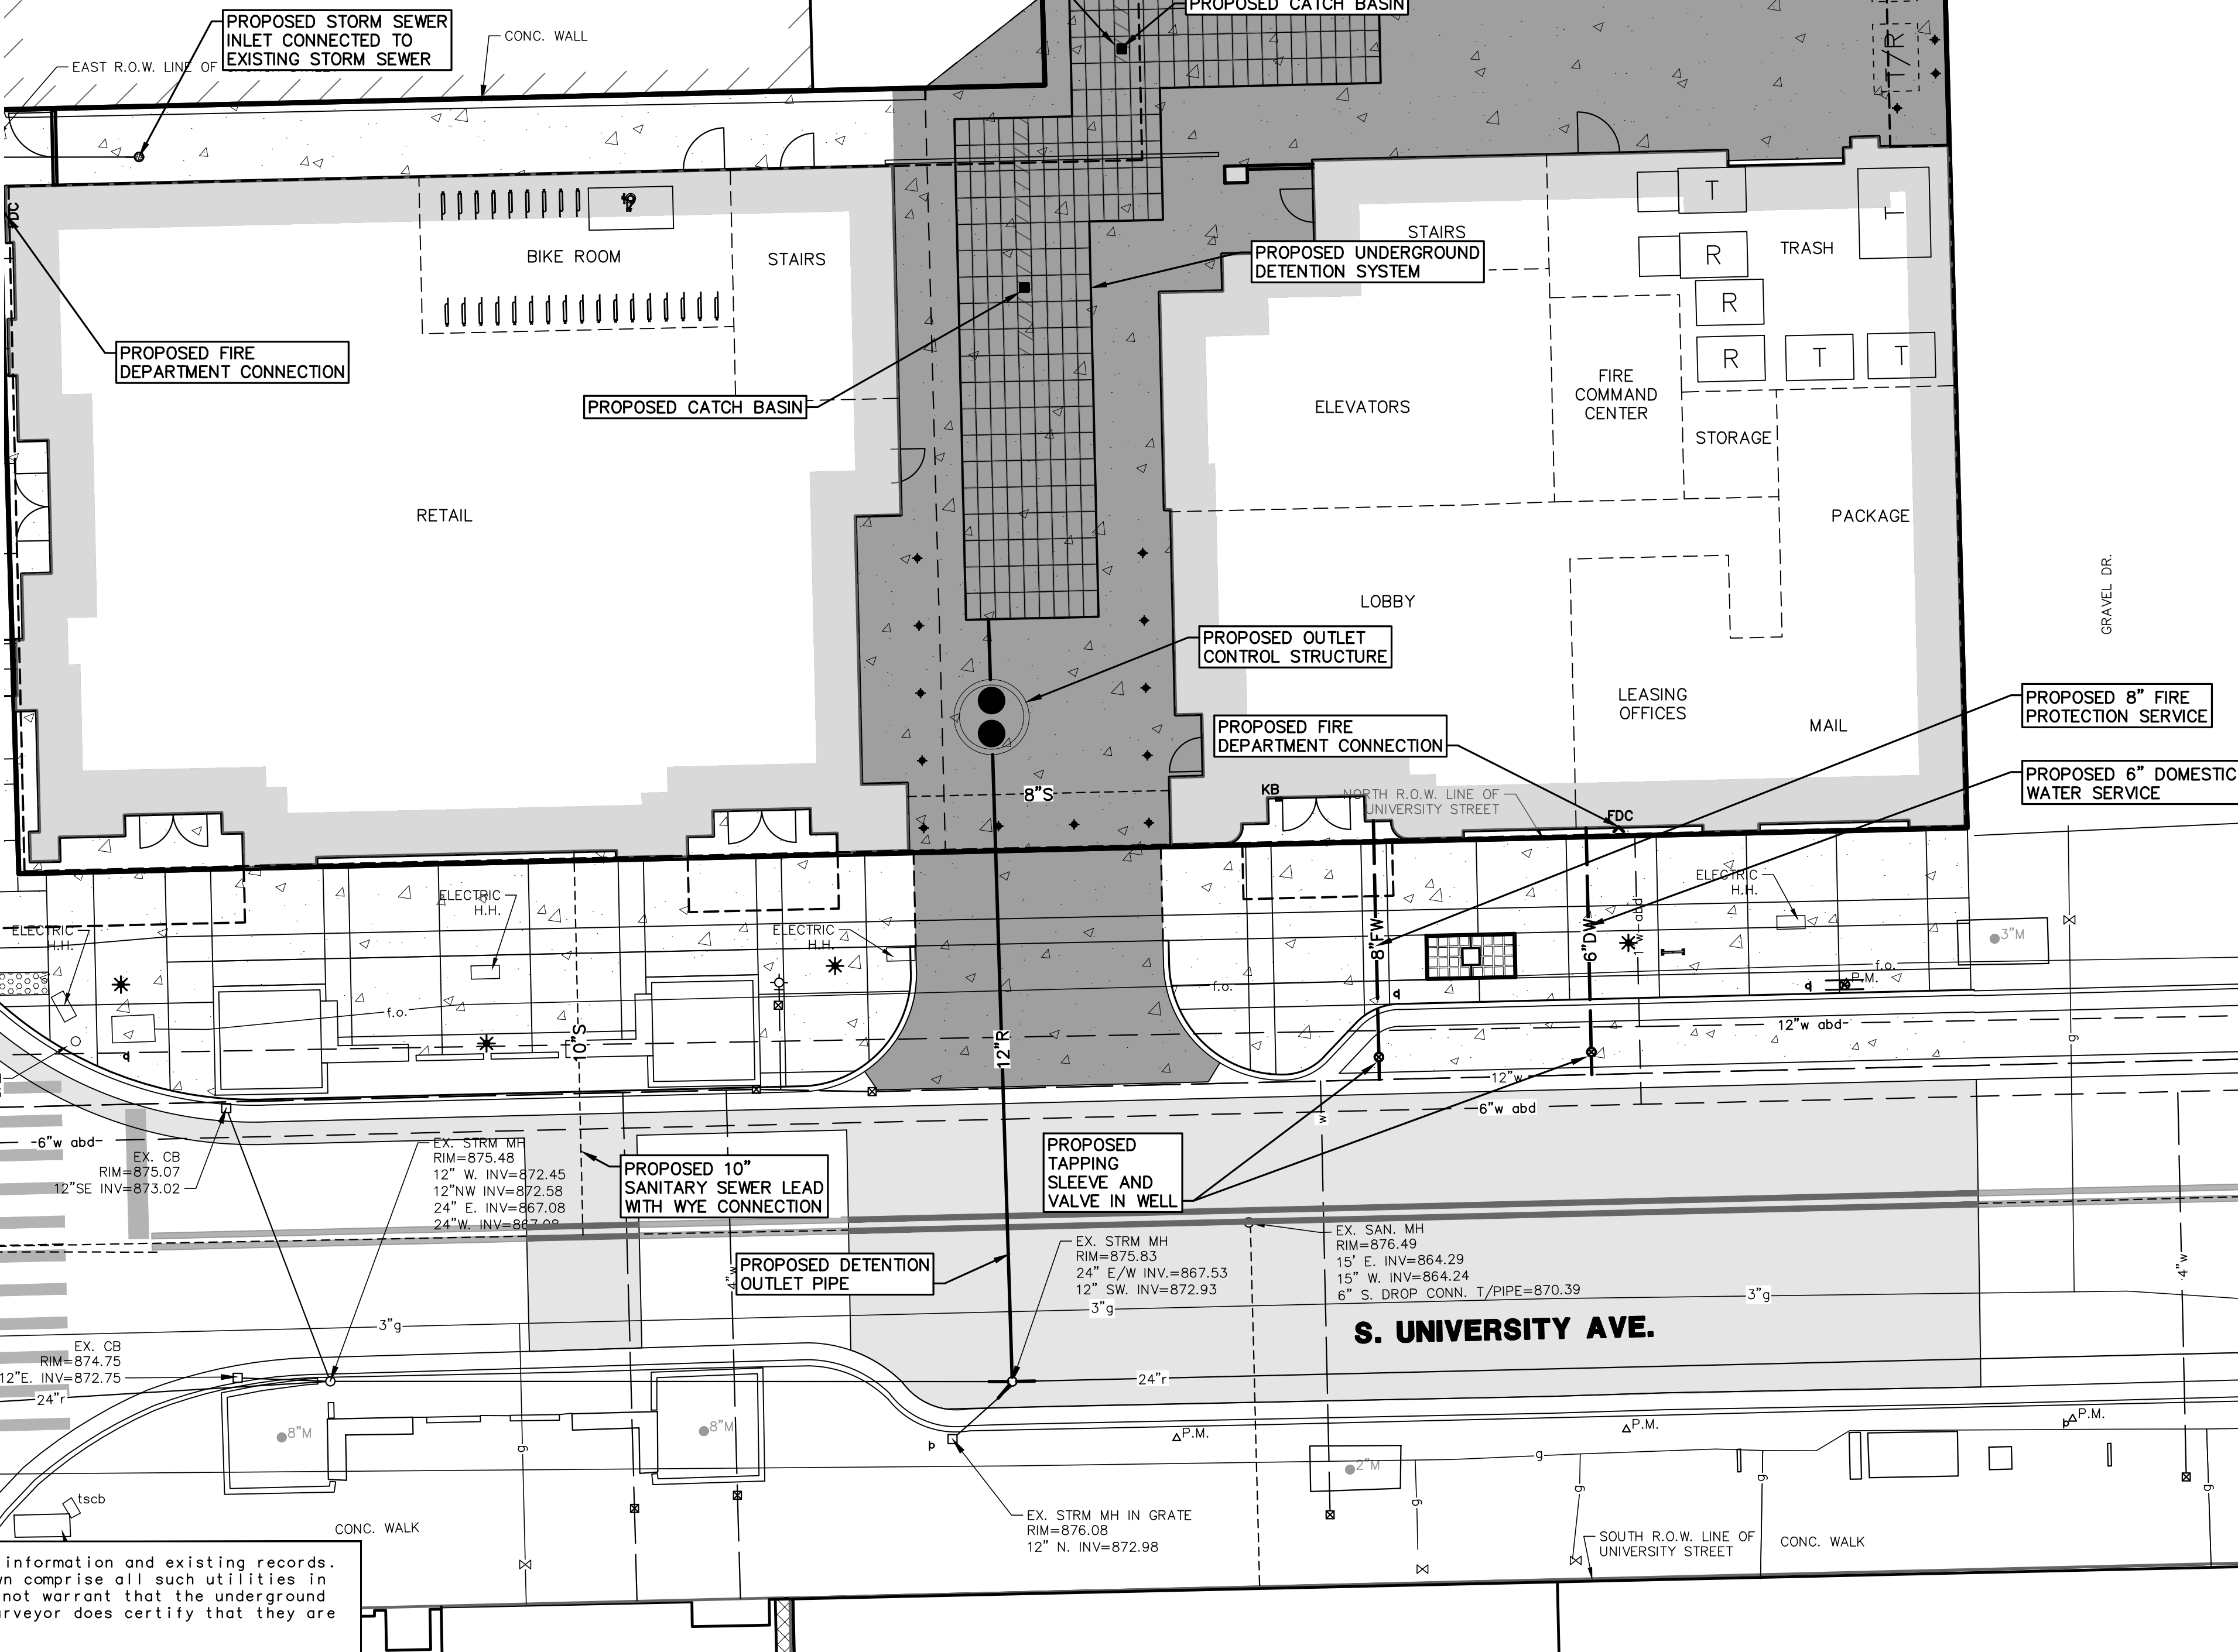 PROPOSED CATCH BASIN
PROPOSED STORM SEWER
INLET CONNECTED TO
EXISTING STORM SEWER
CONC. WALL
EAST R.O.W. LINE OF
T/R
FDC
BIKE ROOM
STAIRS
STAIRS
T
R
R
R
T
T
T
TRASH
PROPOSED UNDERGROUND
DETENTION SYSTEM
PROPOSED FIRE
DEPARTMENT CONNECTION
PROPOSED CATCH BASIN
ELEVATORS
FIRE
COMMAND
CENTER
STORAGE
RETAIL
PACKAGE
LOBBY
GRAVEL DR.
PROPOSED OUTLET
CONTROL STRUCTURE
LEASING
OFFICES
MAIL
PROPOSED FIRE
DEPARTMENT CONNECTION
PROPOSED 8" FIRE
PROTECTION SERVICE
PROPOSED 6" DOMESTIC
WATER SERVICE
8"S
KB
NORTH R.O.W. LINE OF
UNIVERSITY STREET
FDC
ELECTRIC
H.H.
ELECTRIC
H.H.
ELECTRIC
H.H.
ELECTRIC
H.H.
8"FW
6"DW
1"w abd
3"M
f.o.
f.o.
f.o.
P.M.
10"S
12"R
12"w abd
12"w
6"w abd
6"w abd
g
w
4"w
4"w
EX. CB
RIM=875.07
12"SE INV=873.02
EX. STRM MH
RIM=875.48
12" W. INV=872.45
12"NW INV=872.58
24" E. INV=867.08
24"W. INV=867.08
PROPOSED 10"
SANITARY SEWER LEAD
WITH WYE CONNECTION
PROPOSED
TAPPING
SLEEVE AND
VALVE IN WELL
PROPOSED DETENTION
OUTLET PIPE
EX. STRM MH
RIM=875.83
24" E/W INV.=867.53
12" SW. INV=872.93
EX. SAN. MH
RIM=876.49
15' E. INV=864.29
15" W. INV=864.24
6" S. DROP CONN. T/PIPE=870.39
3"g
3"g
3"g
S. UNIVERSITY AVE.
EX. CB
RIM=874.75
12"E. INV=872.75
24"r
24"r
8"M
8"M
2"M
P.M.
P.M.
P.M.
g
g
g
g
g
g
tscb
CONC. WALK
EX. STRM MH IN GRATE
RIM=876.08
12" N. INV=872.98
SOUTH R.O.W. LINE OF
UNIVERSITY STREET
CONC. WALK
information and existing records.
wn comprise all such utilities in
not warrant that the underground
urveyor does certify that they are